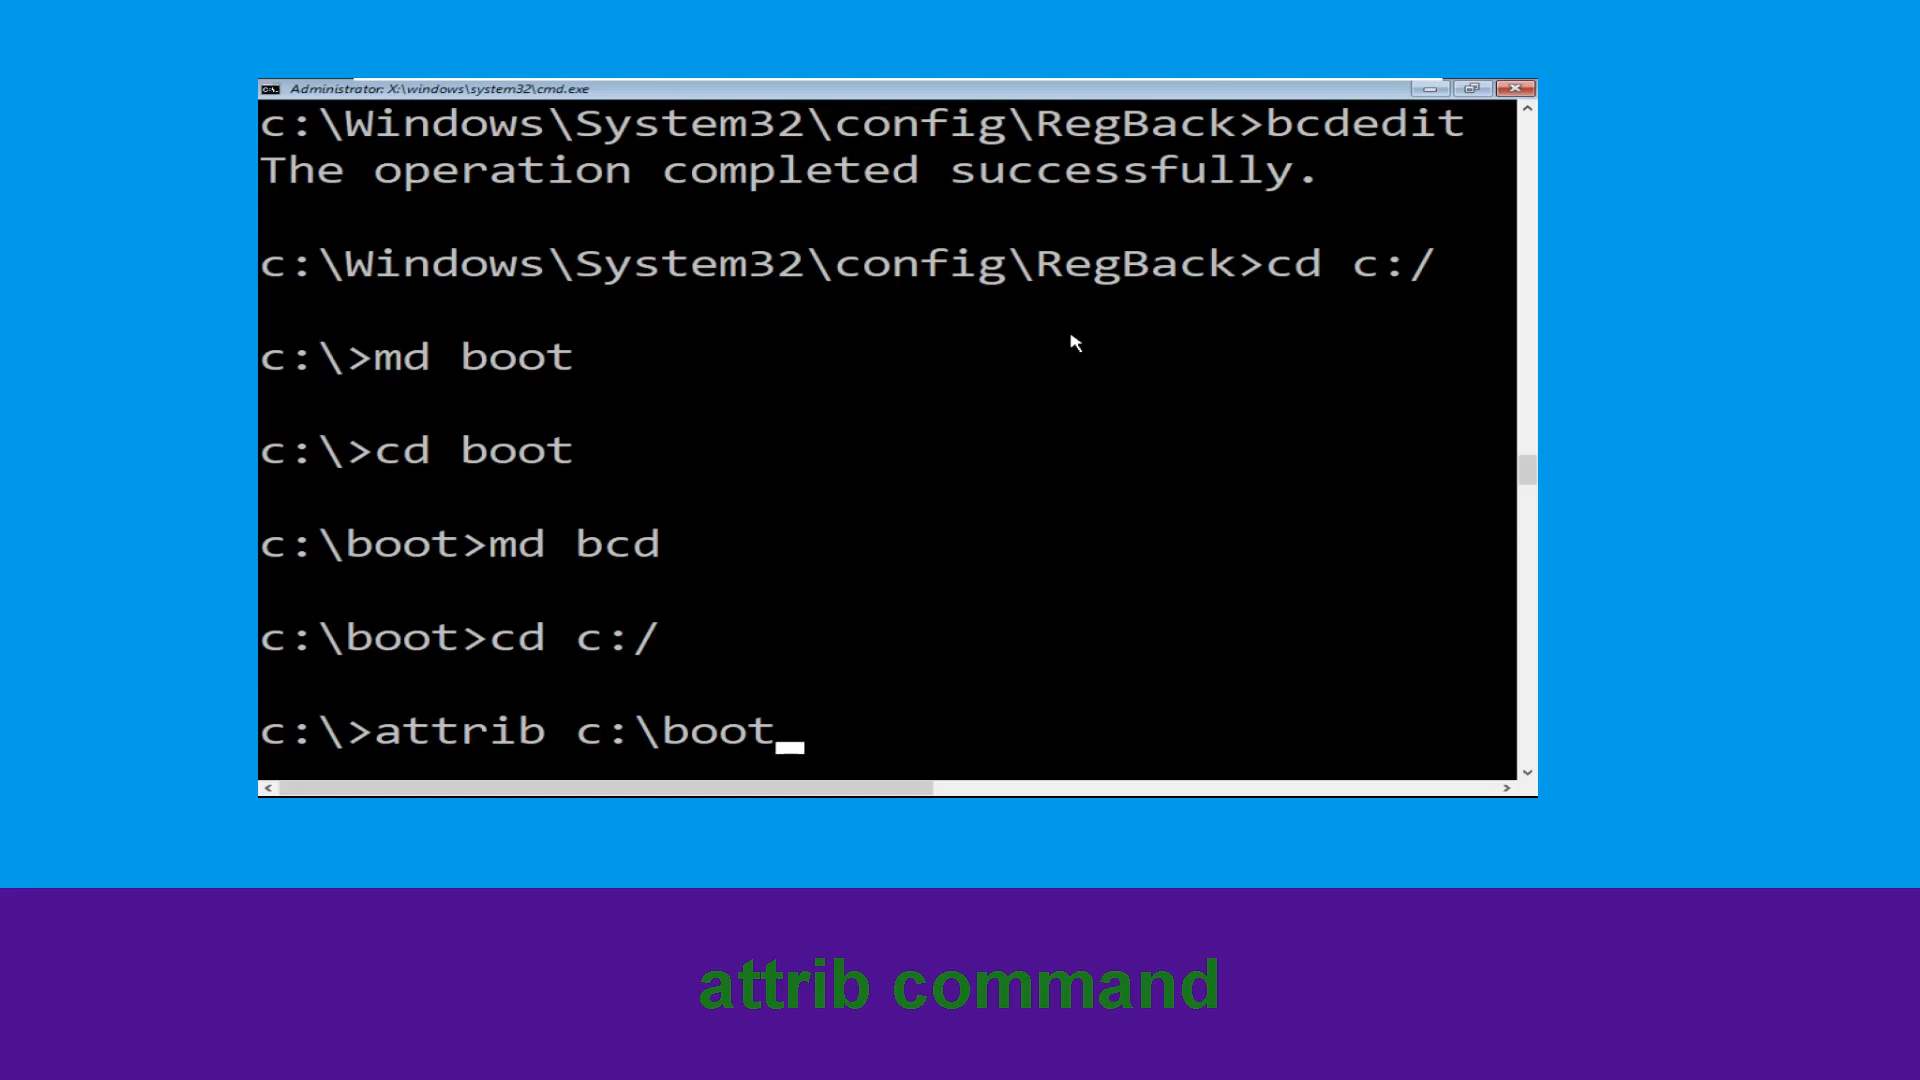 Administrator: X:\windows\system32\cmd.exe
c:\Windows\System32\config\RegBack>bcdedit
The operation completed successfully.
c:\Windows\System32\config\RegBack>cd c:/
c:\>md boot
c:\>cd boot
c:\boot>md bcd
c:\boot>cd c:/
c:\>attrib c:\boot
attrib command